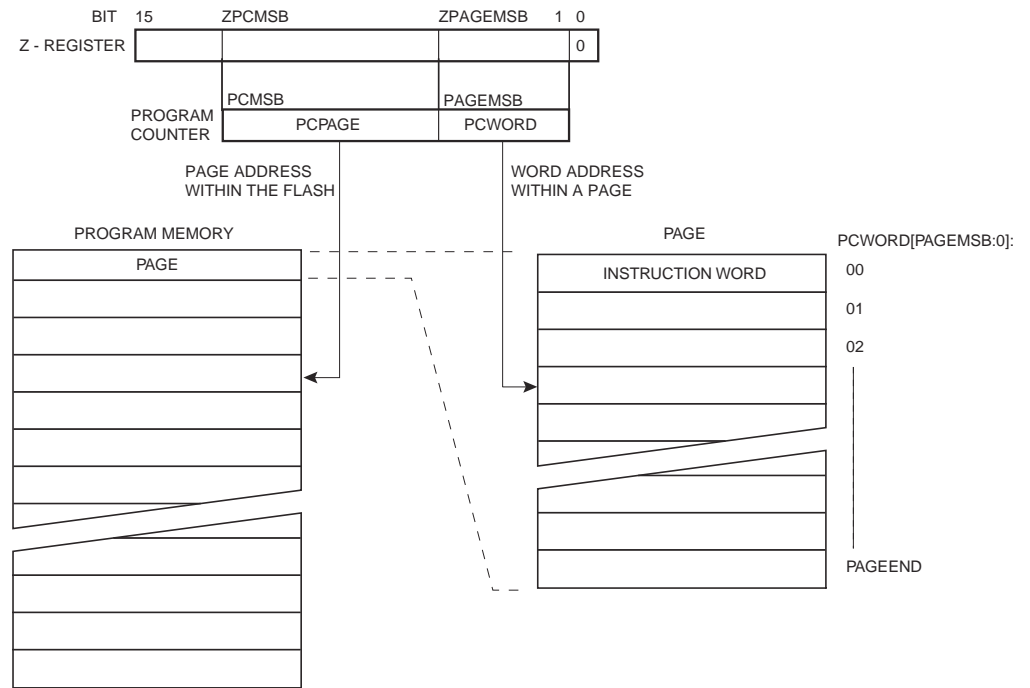 BIT 15 ZPCMSB ZPAGEMSB 1 0
Z - REGISTER 0
PCMSB PAGEMSB
PROGRAM
COUNTER
PCPAGE PCWORD
PAGE ADDRESS
WITHIN THE FLASH
WORD ADDRESS
WITHIN A PAGE
PROGRAM MEMORY
PAGE
PAGE
PCWORD[PAGEMSB:0]:
INSTRUCTION WORD 00
01
02
PAGEEND